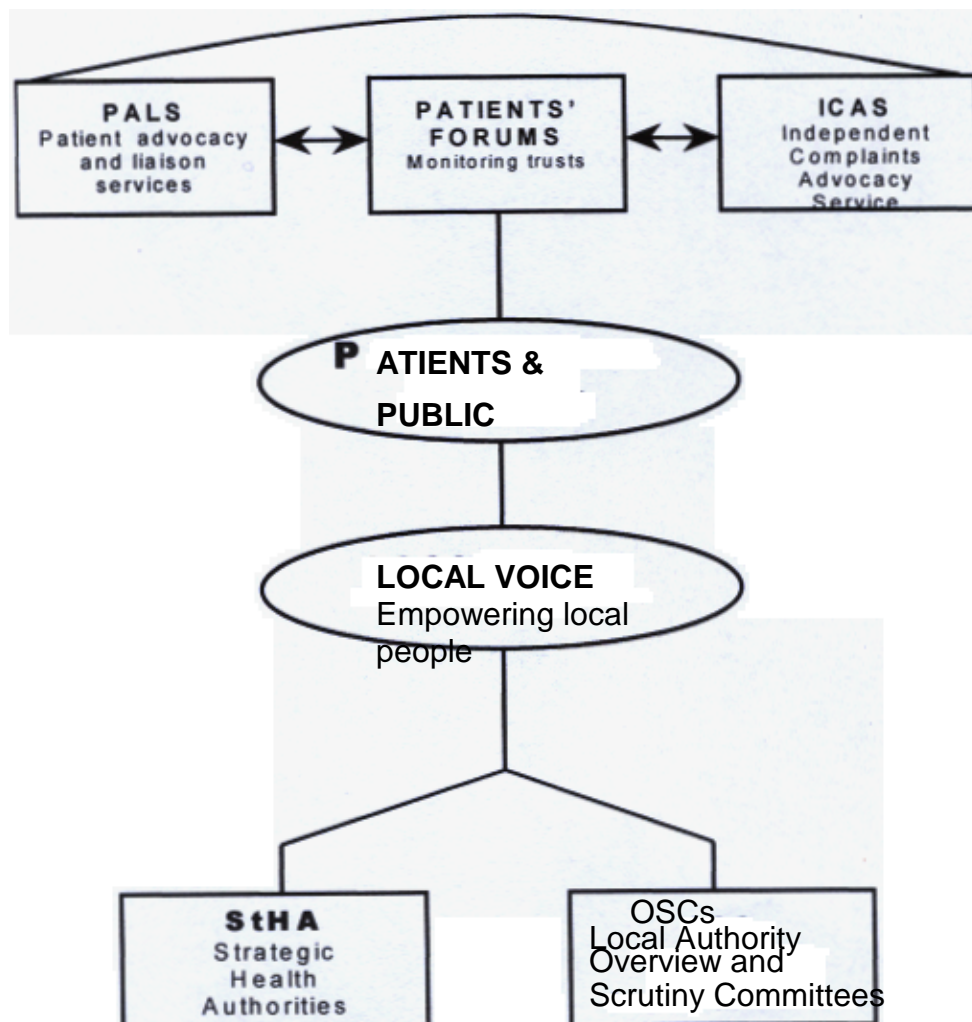 PALS
Patient advocacy
and liaison
services
PATIENTS'
FORUMS
Monitoring trusts
ICAS
Independent
Complaints
Advocacy
Service
PATIENTS &
PUBLIC
LOCAL VOICE
Empowering local
people
StHA
Strategic
Health
Authorities
OSCs
Local Authority
Overview and
Scrutiny Committees